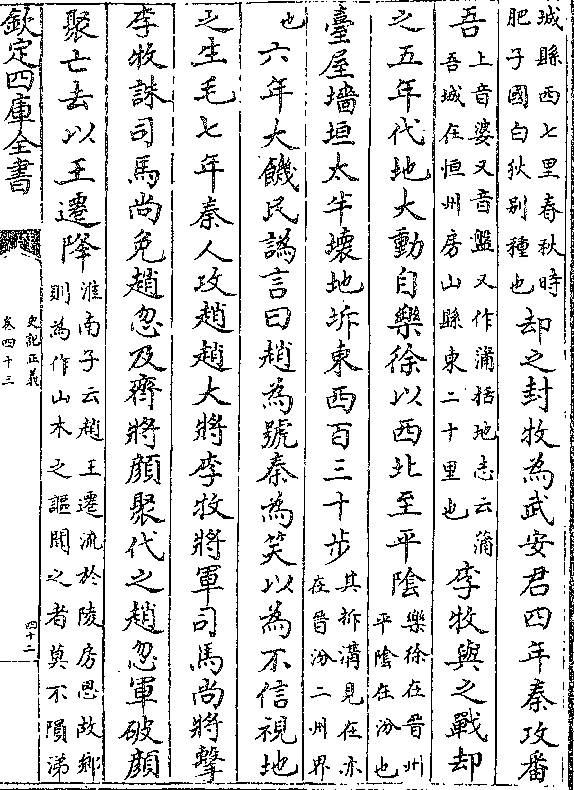 城縣西七里春秋時
肥子國白狄别種也
却之封牧為武安君四年秦攻番
吾
上音婆又音盤又作蒲括地志云蒲
吾城在恒州房山縣東二十里也
李牧與之戰却
之五年代地大動自樂徐以西北至平隂
樂徐在晉州
平隂在汾也
臺屋墻垣太半壞地坼東西百三十步
其坼溝見在亦
在晉汾二州界
也
六年大饑民譌言曰趙為號秦為笑以為不信視地
之生毛七年秦人攻趙趙大將李牧將軍司馬尚將擊
李牧誅司馬尚免趙忽及齊將顔聚代之趙忽軍破顔
聚亡去以王遷降
淮南子云趙王遷流於陵房思故鄉
則為作山木之謳聞之者莫不隕涕
欽定四庫全書
史記正義
卷四十三
四十二